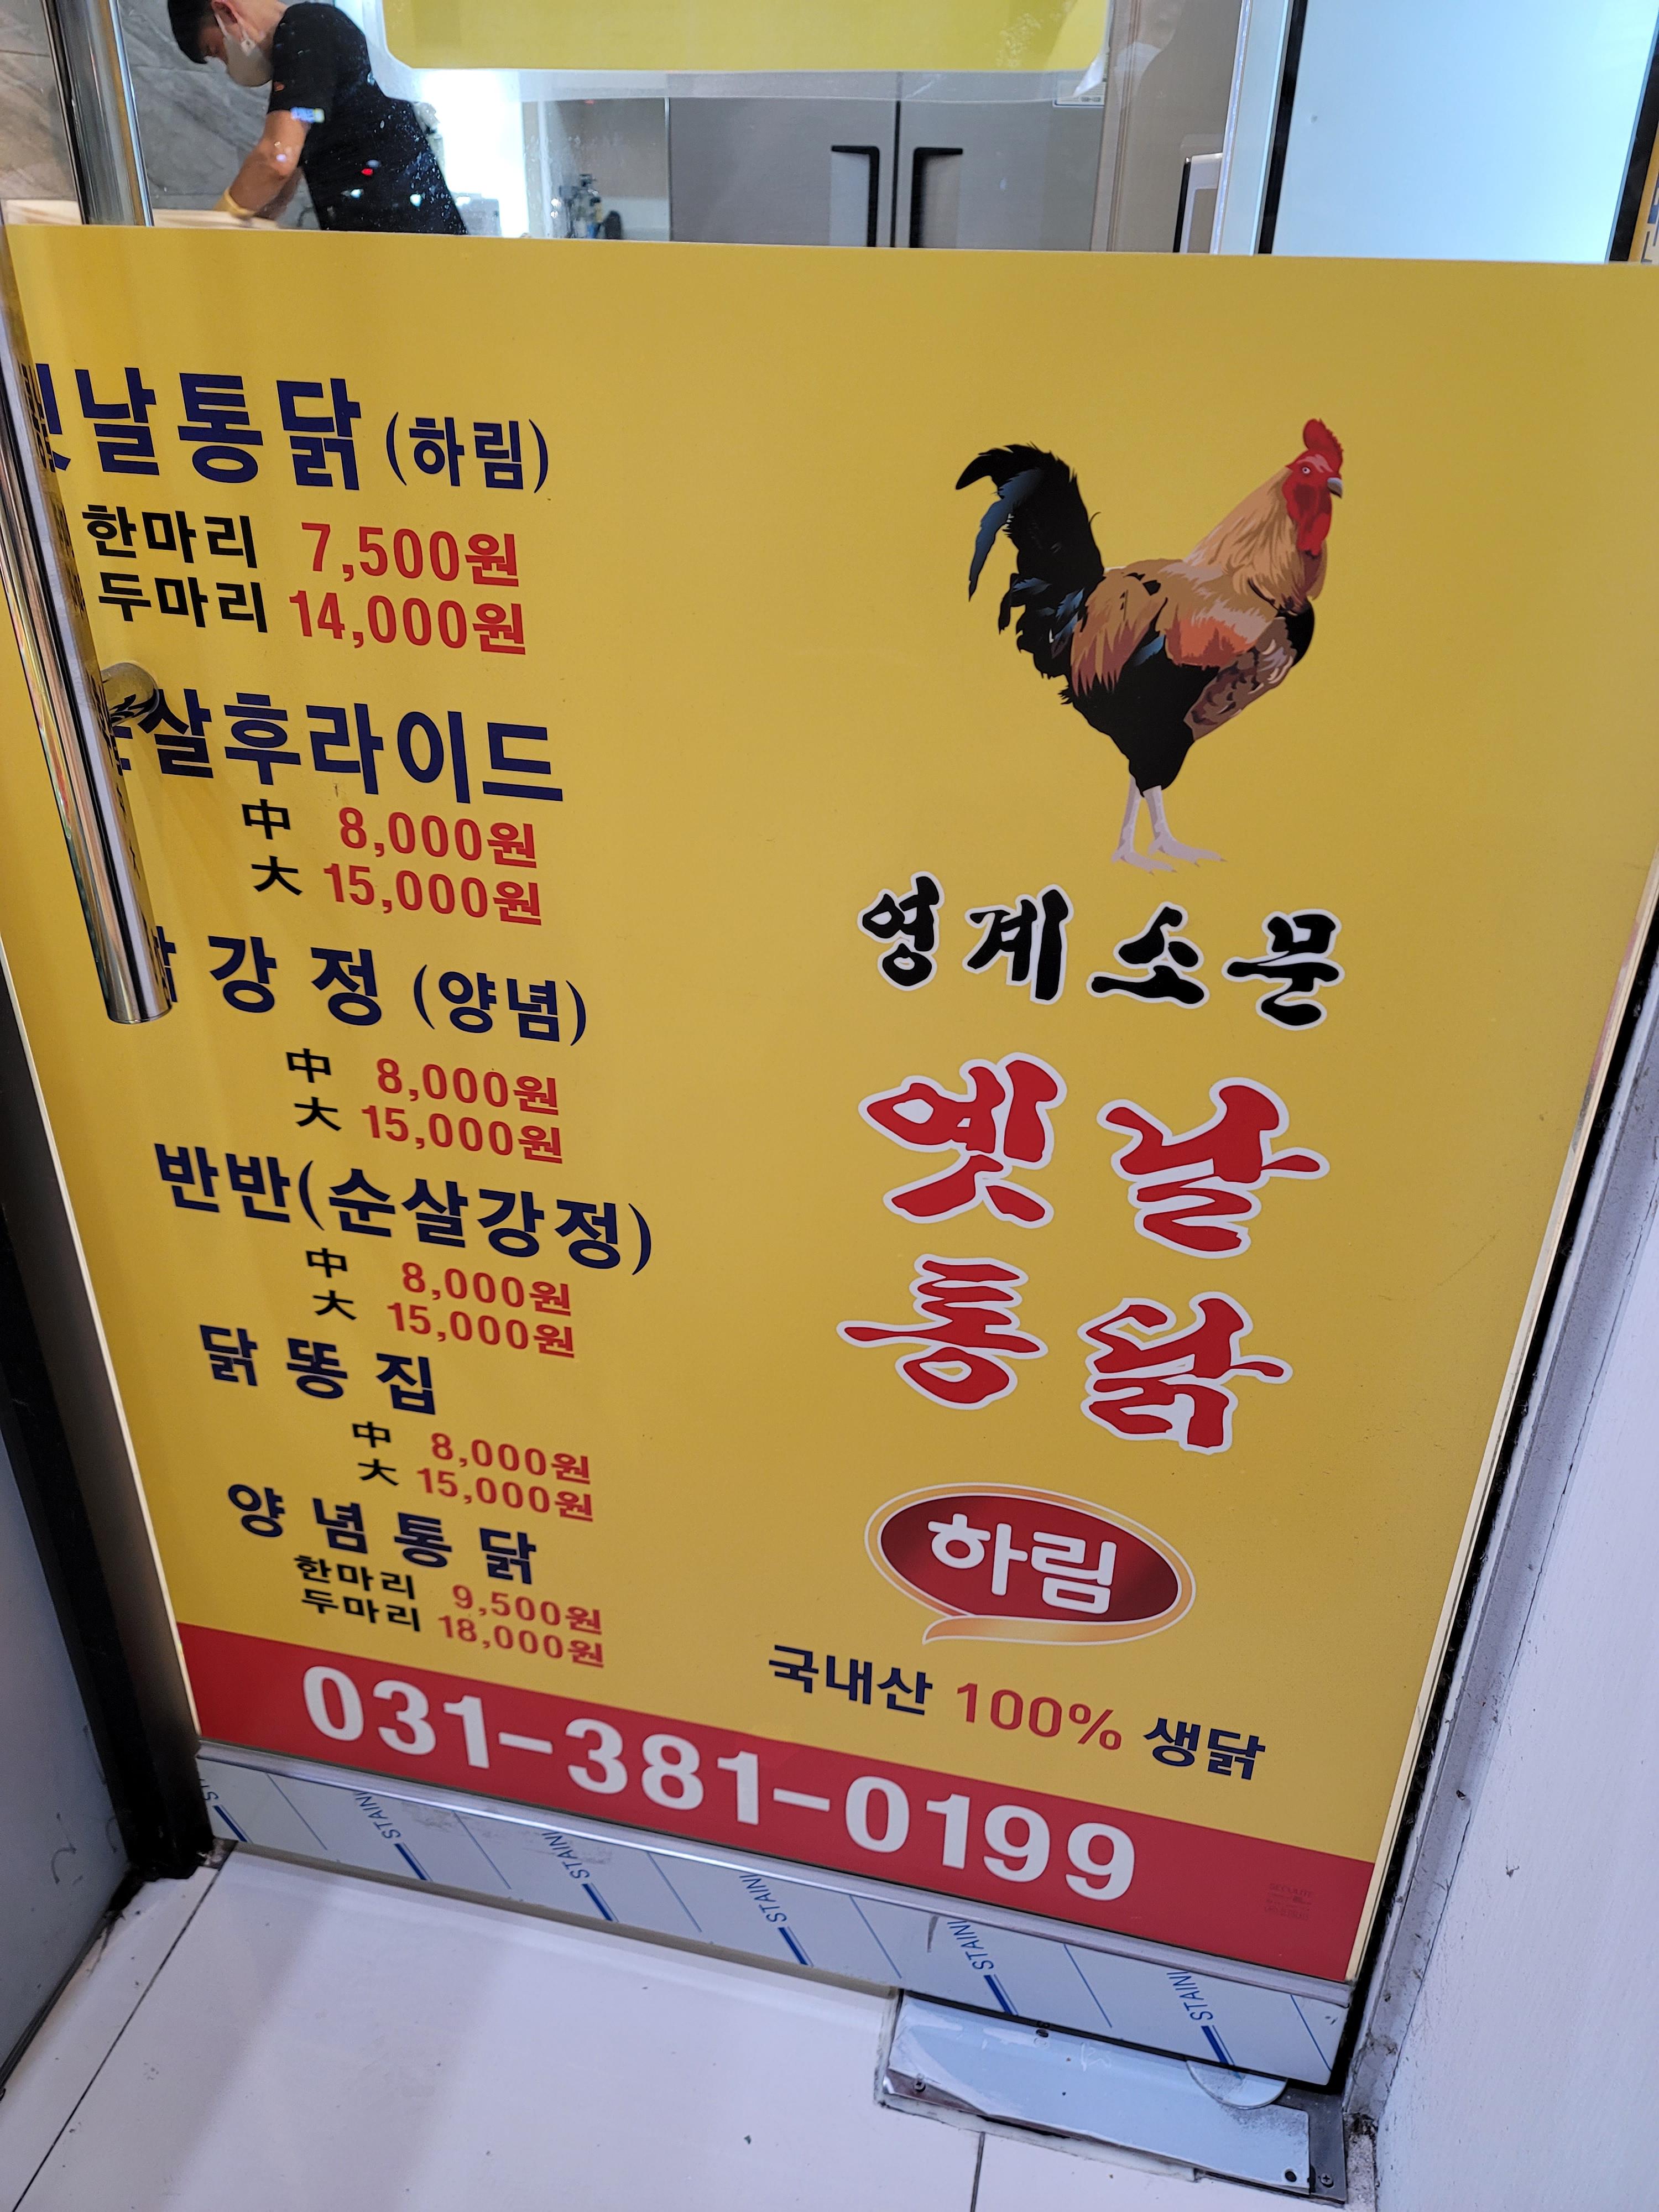 날통닭 (하림)
한마리 7,500원
두마리 14,000원
살후라이드
中 8,000원
大 15,000원
강정 (양념)
中 8,000원
大 15,000원
반반(순살강정)
中 8,000원
大 15,000원
닭똥집
中 8,000원
大 15,000원
양념통닭
한마리 9,500원
두마리 18,000원
영계소문
옛날
통닭
하림
국내산 100% 생닭
031-381-0199
STAINL
STAINL
STAINL
STAINL
STAINL